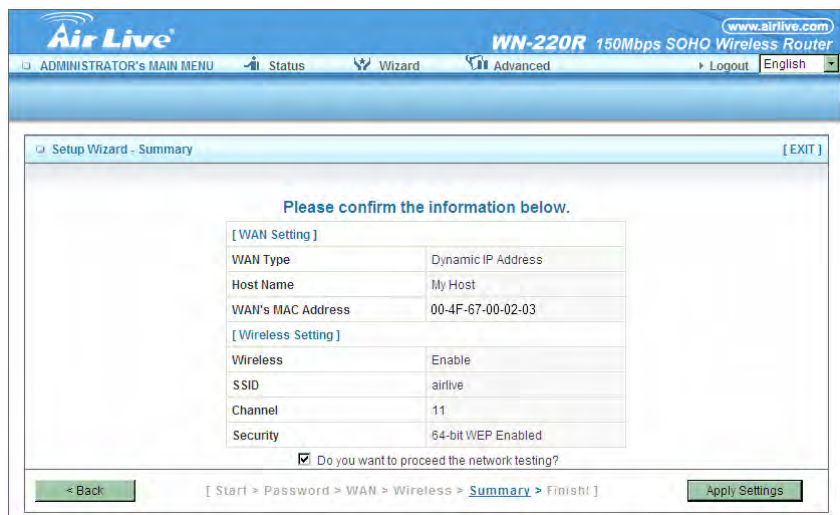 Air Live
www.airlive.com
WN-220R 150Mbps SOHO Wireless Router
ADMINISTRATOR's MAIN MENU Status Wizard Advanced Logout English
Setup Wizard - Summary [ EXIT ]
Please confirm the information below.
[ WAN Setting ]
WAN Type Dynamic IP Address
Host Name My Host
WAN's MAC Address 00-4F-67-00-02-03
[ Wireless Setting ]
Wireless Enable
SSID airlive
Channel 11
Security 64-bit WEP Enabled
Do you want to proceed the network testing?
< Back [ Start > Password > WAN > Wireless > Summary > Finish! ] Apply Settings